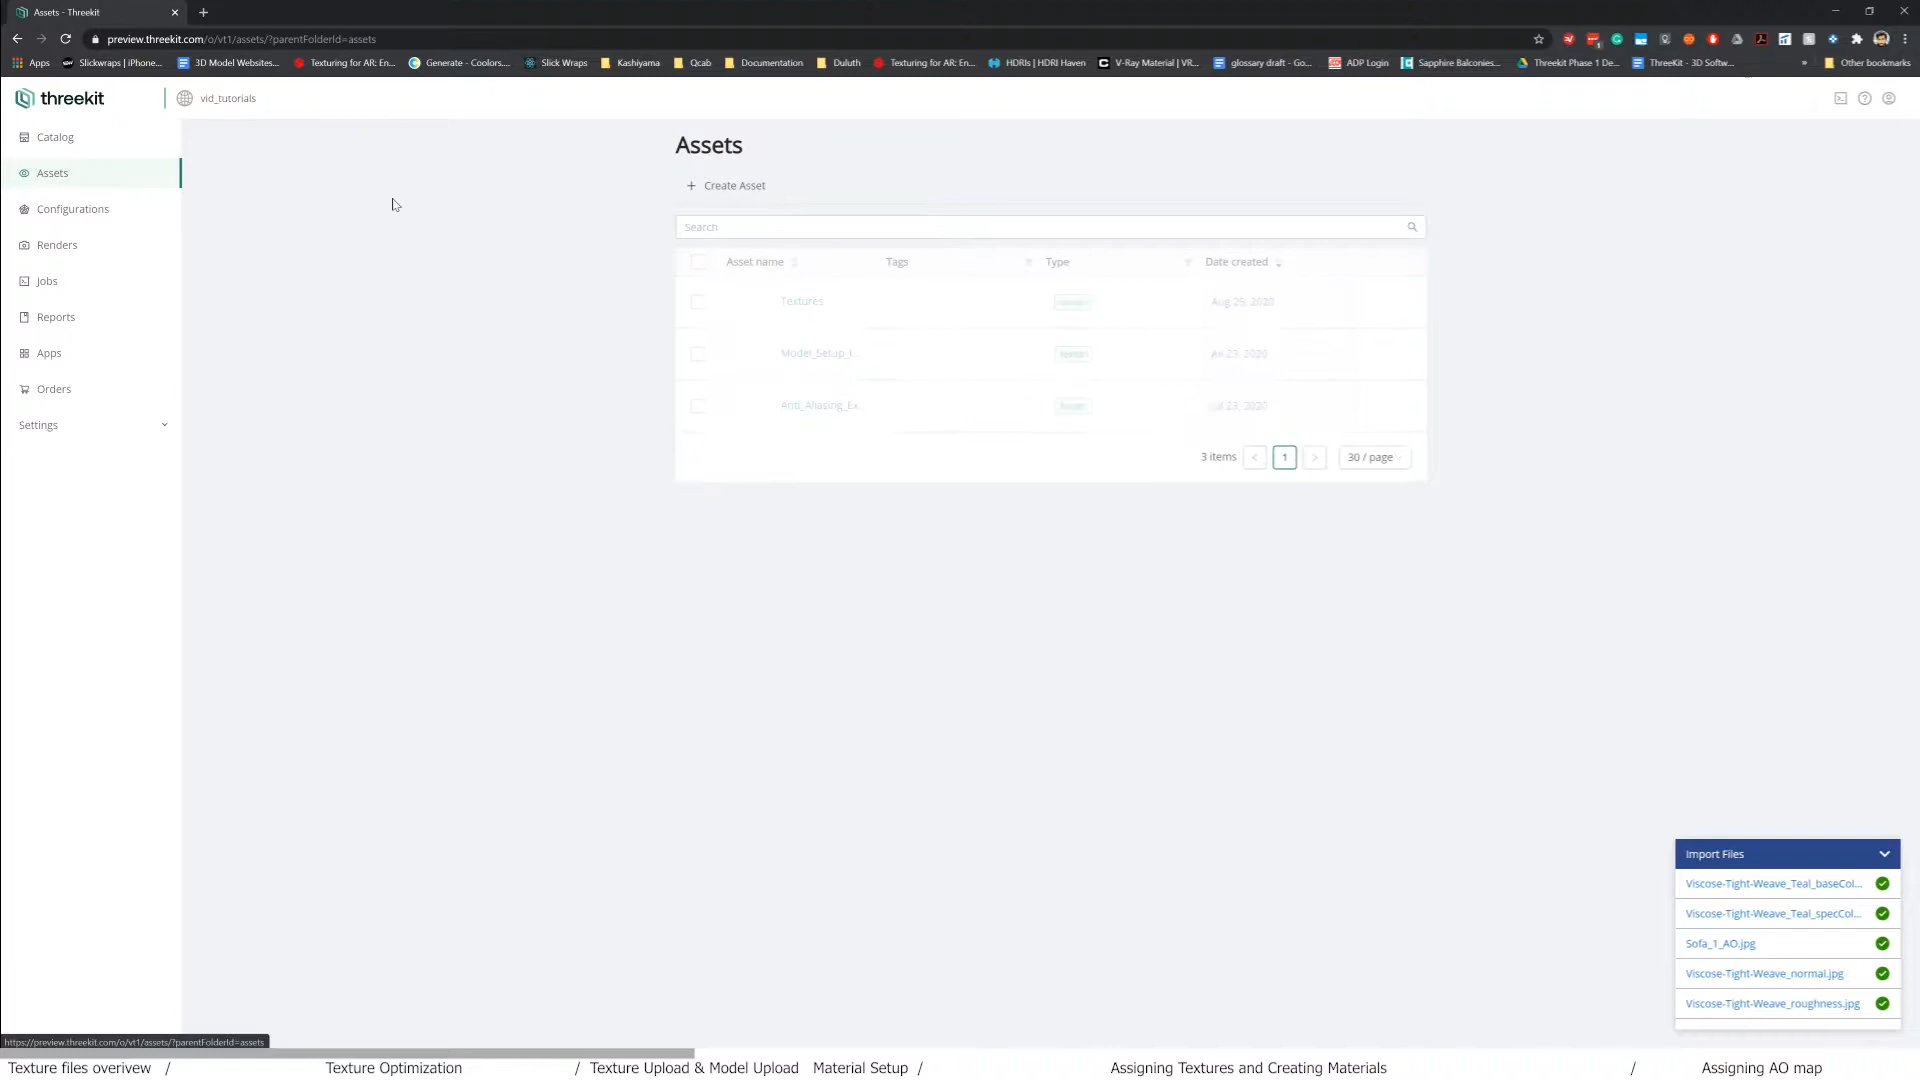 Assets - Threekit
preview.threekit.com/o/vt1/assets/?parentFolderId=assets
Apps Slickwraps | iPhone... 3D Model Websites... Texturing for AR: En... Generate - Coolors.... Slick Wraps Kashiyama Qcab Documentation Duluth Texturing for AR: En... HDRIs | HDRI Haven V-Ray Material | VR... glossary draft - Go... ADP Login Sapphire Balconies... Threekit Phase 1 De... ThreeKit - 3D Softw... » Other bookmarks
threekit vid_tutorials
Catalog
Assets
Configurations
Renders
Jobs
Reports
Apps
Orders
Settings
Assets
+ Create Asset
Search
Asset name Tags Type Date created
Textures Aug 25, 2020
Model_Setup_I... 23, 2020
Anti_Aliasing_Ex... 23, 2020
3 items < 1 > 30 / page
Import Files
Viscose-Tight-Weave_Teal_baseCol...
Viscose-Tight-Weave_Teal_specCol...
Sofa_1_AO.jpg
Viscose-Tight-Weave_normal.jpg
Viscose-Tight-Weave_roughness.jpg
https://preview.threekit.com/o/vt1/assets/?parentFolderId=assets
Texture files overivew / Texture Optimization / Texture Upload & Model Upload Material Setup / Assigning Textures and Creating Materials / Assigning AO map